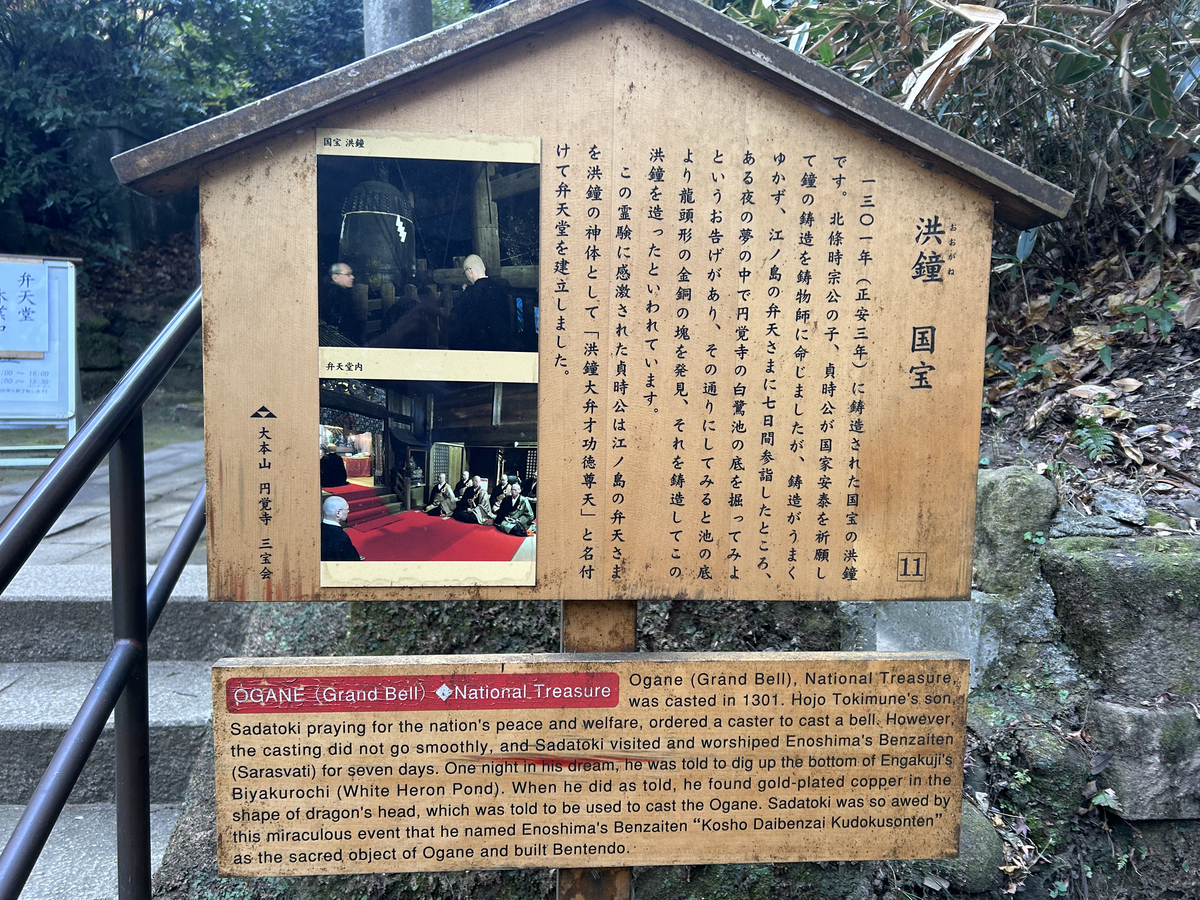 洪鐘 国宝
おおがね
一三〇一年（正安三年）に鋳造された国宝の洪鐘
です。 北條時宗公の子、貞時公が国家安泰を祈願し
て鐘の鋳造を鋳物師に命じましたが、鋳造がうまく
ゆかず、江ノ島の弁天さまに七日間参詣したところ、
ある夜の夢の中で円覚寺の白鷺池の底を掘ってみよ
というお告げがあり、その通りにしてみると池の底
より龍頭形の金銅の塊を発見、それを鋳造してこの
洪鐘を造ったといわれています。
この霊験に感激された貞時公は江ノ島の弁天さま
を洪鐘の神体として「洪鐘大弁才功徳尊天」と名付
けて弁天堂を建立しました。
11
国宝 洪鐘
弁天堂内
大本山 円覚寺 三宝会
弁天堂
OGANE (Grand Bell) ◆National Treasure
Ogane (Grand Bell), National Treasure,
was casted in 1301. Hojo Tokimune's son,
Sadatoki praying for the nation's peace and welfare, ordered a caster to cast a bell. However,
the casting did not go smoothly, and Sadatoki visited and worshiped Enoshima's Benzaiten
(Sarasvati) for seven days. One night in his dream, he was told to dig up the bottom of Engakuji's
Biyakurochi (White Heron Pond). When he did as told, he found gold-plated copper in the
shape of dragon's head, which was told to be used to cast the Ogane. Sadatoki was so awed by
this miraculous event that he named Enoshima's Benzaiten “Kosho Daibenzai Kudokusonten”
as the sacred object of Ogane and built Bentendo.